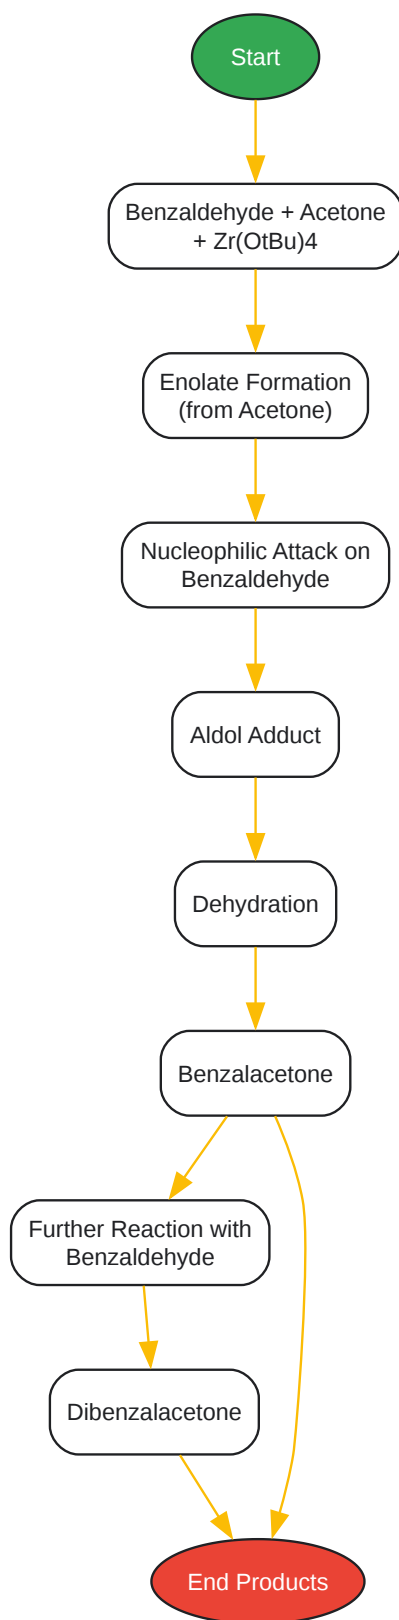 Start
Benzaldehyde + Acetone
+ Zr(OtBu)4
Enolate Formation
(from Acetone)
Nucleophilic Attack on
Benzaldehyde
Aldol Adduct
Dehydration
Benzalacetone
Further Reaction with
Benzaldehyde
Dibenzalacetone
End Products